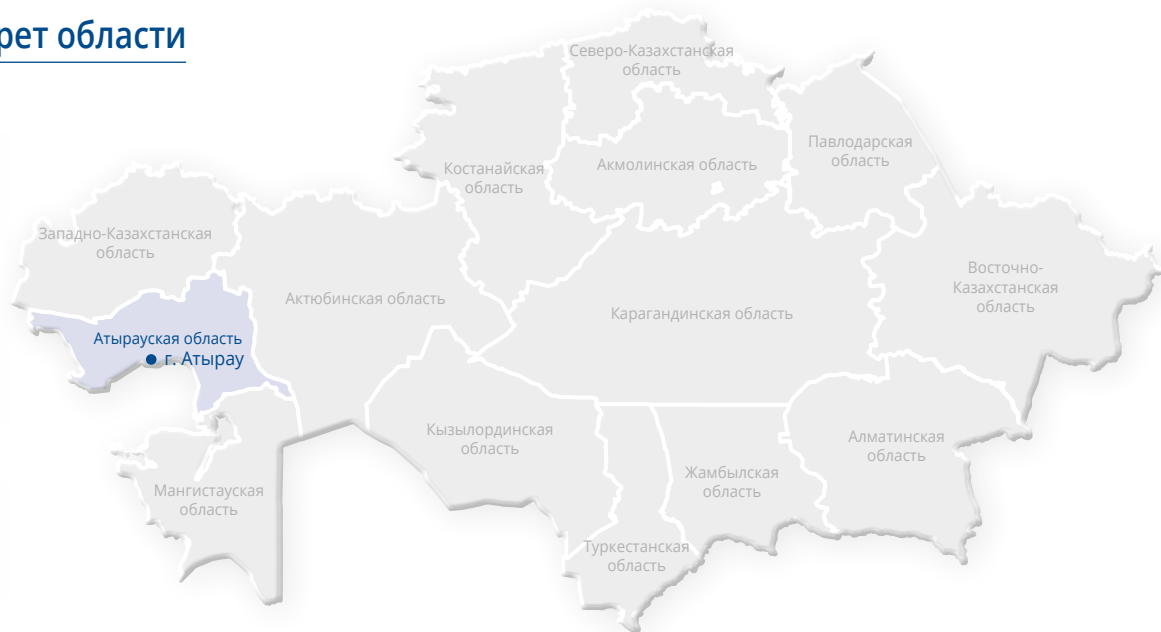 рет области
Северо-Казахстанская
область
Павлодарская
область
Костанайская
область
Акмолинская область
Западно-Казахстанская
область
Восточно-
Казахстанская
область
Актюбинская область
Карагандинская область
Атырауская область
г. Атырау
Кызылординская
область
Алматинская
область
Жамбылская
область
Мангистауская
область
Туркестанская
область